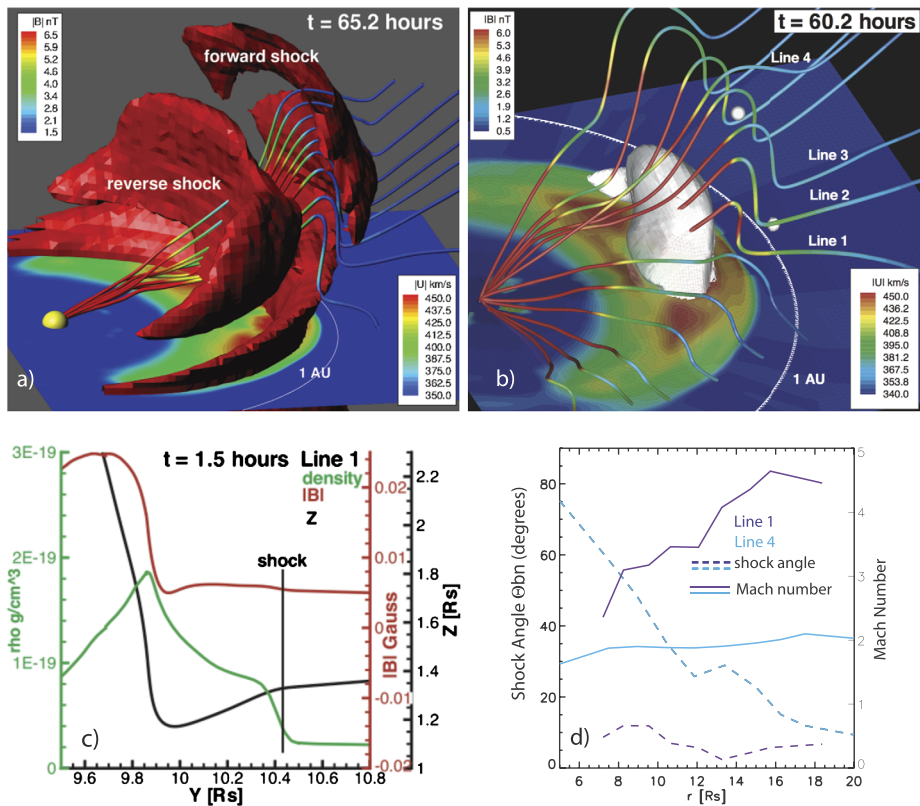 t = 65.2 hours
|B| nT
6.5
5.9
5.4
4.8
4.3
3.7
3.2
2.6
2.1
1.5
forward shock
reverse shock
|U| km/s
450.0
437.5
425.0
412.5
400.0
387.5
375.0
362.5
350.0
1 AU
a)
t = 60.2 hours
|B| nT
6.0
5.3
4.6
3.9
3.2
2.6
1.9
1.2
0.5
Line 4
Line 3
Line 2
Line 1
|U| km/s
450.0
436.2
422.5
408.8
395.0
381.2
367.5
353.8
340.0
1 AU
b)
t = 1.5 hours Line 1
density
|B|
Z
shock
3E-19
2E-19
1E-19
0
rho g/cm^3
0.02
0.01
0
-0.01
-0.02
|B| Gauss
2.2
2
1.8
1.6
1.4
1.2
1
Z [Rs]
c)
9.6 9.8 10.0 10.2 10.4 10.6 10.8
Y [Rs]
80
60
40
20
0
Shock Angle Θbn (degrees)
5
4
3
2
1
0
Mach Number
Line 1
Line 4
shock angle
Mach number
d)
6 8 10 12 14 16 18 20
r [Rs]